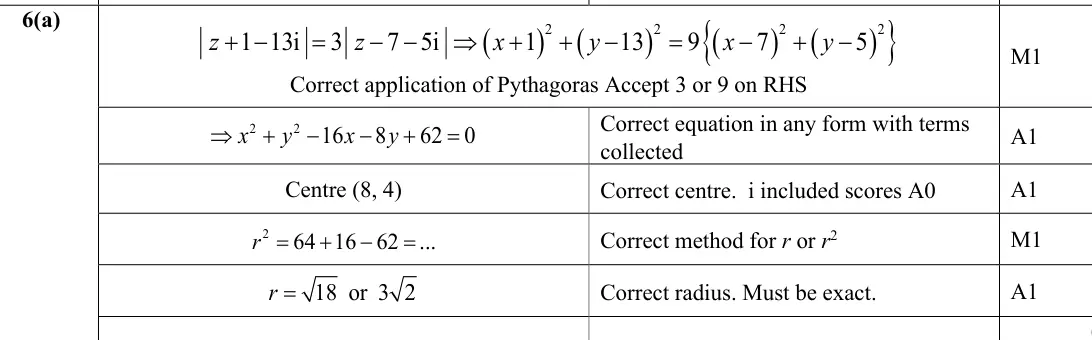 6(a)
|z+1−13i|=3|z−7−5i|⇒(x+1)²+(y−13)²=9{(x−7)²+(y−5)²}
Correct application of Pythagoras Accept 3 or 9 on RHS
M1
⇒x²+y²−16x−8y+62=0
Correct equation in any form with terms
collected
A1
Centre (8, 4)
Correct centre. i included scores A0
A1
r²=64+16−62=...
Correct method for r or r²
M1
r=√18 or 3√2
Correct radius. Must be exact.
A1